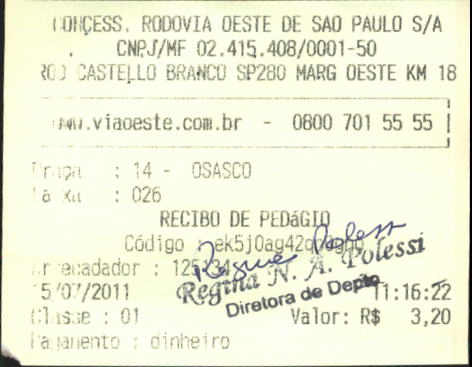 CONCESS. RODOVIA OESTE DE SAO PAULO S/A
CNPJ/MF 02.415.408/0001-50
ROD CASTELLO BRANCO SP280 MARG OESTE KM 18
www.viaoeste.com.br - 0800 701 55 55
Praça : 14 - OSASCO
Faixa : 026
RECIBO DE PEDáGIO
Código :
Arrecadador :
Regina N. A. Polessi
Diretora de Depto
15/07/2011 11:16:22
Classe : 01 Valor: R$ 3,20
Pagamento : dinheiro